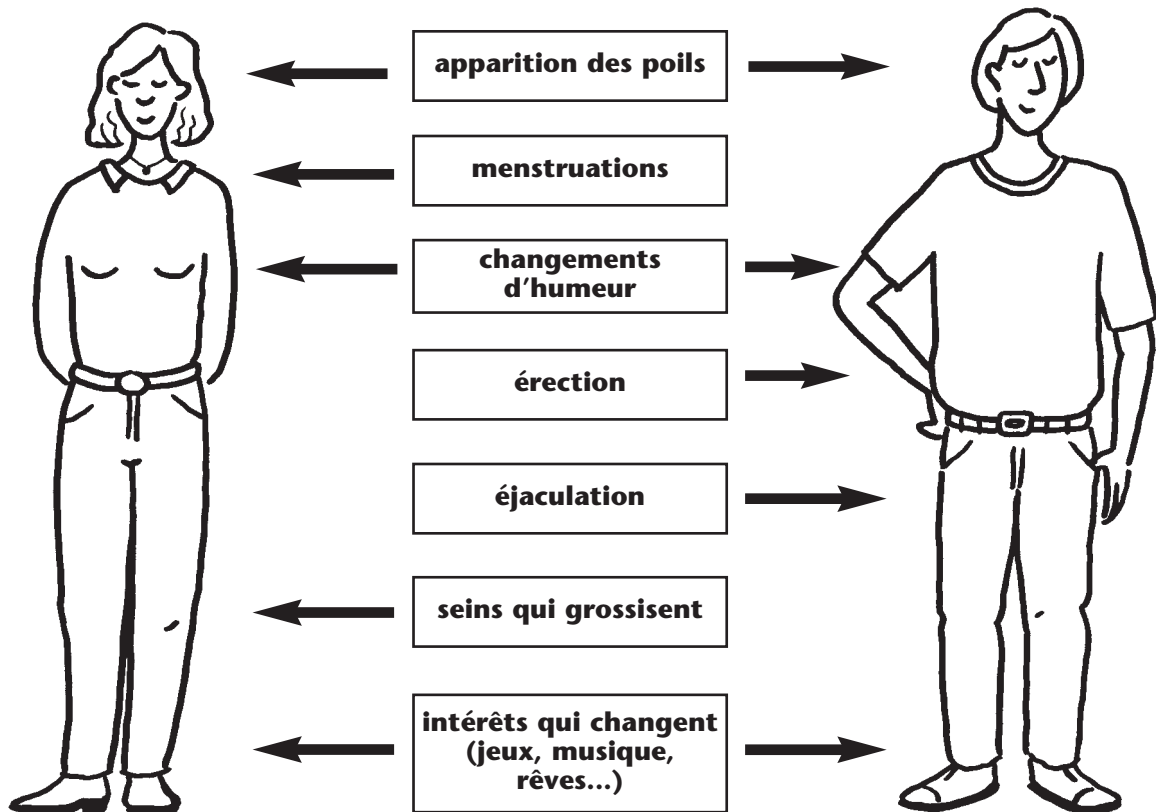 apparition des poils
menstruations
changements
d’humeur
érection
éjaculation
seins qui grossisent
intérêts qui changent
(jeux, musique,
rêves...)